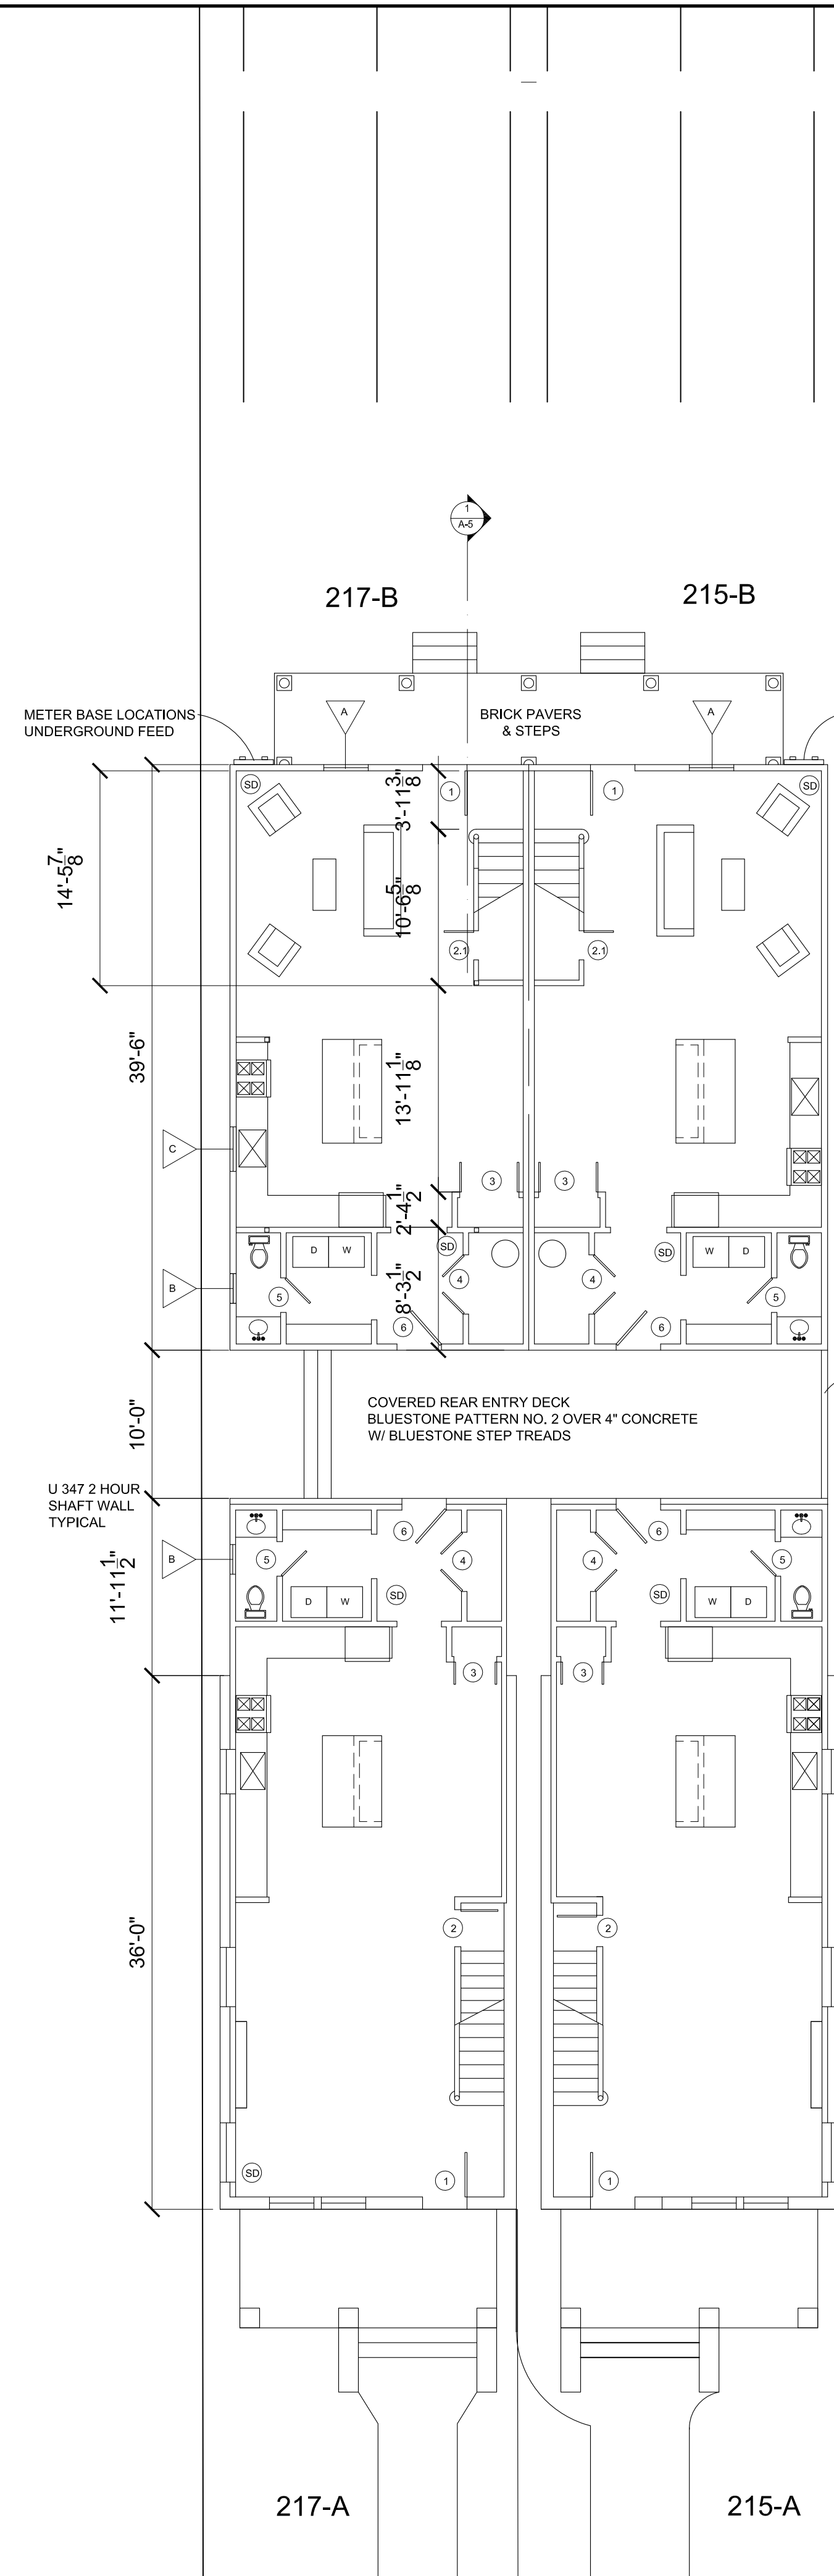 1
A-5
217-B
215-B
METER BASE LOCATIONS
UNDERGROUND FEED
A
BRICK PAVERS
& STEPS
A
SD
1
1
SD
3'-11 3/8"
14'-5 7/8"
10'-6 5/8"
2.1
2.1
39'-6"
13'-11 1/8"
C
3
3
2'-4 1/2"
SD
SD
D
W
W
D
4
4
B
8'-3 1/2"
5
5
6
6
COVERED REAR ENTRY DECK
BLUESTONE PATTERN NO. 2 OVER 4" CONCRETE
W/ BLUESTONE STEP TREADS
10'-0"
U 347 2 HOUR
SHAFT WALL
TYPICAL
6
6
B
5
4
4
5
11'-11 1/2"
SD
SD
D
W
W
D
3
3
2
2
36'-0"
SD
1
1
217-A
215-A